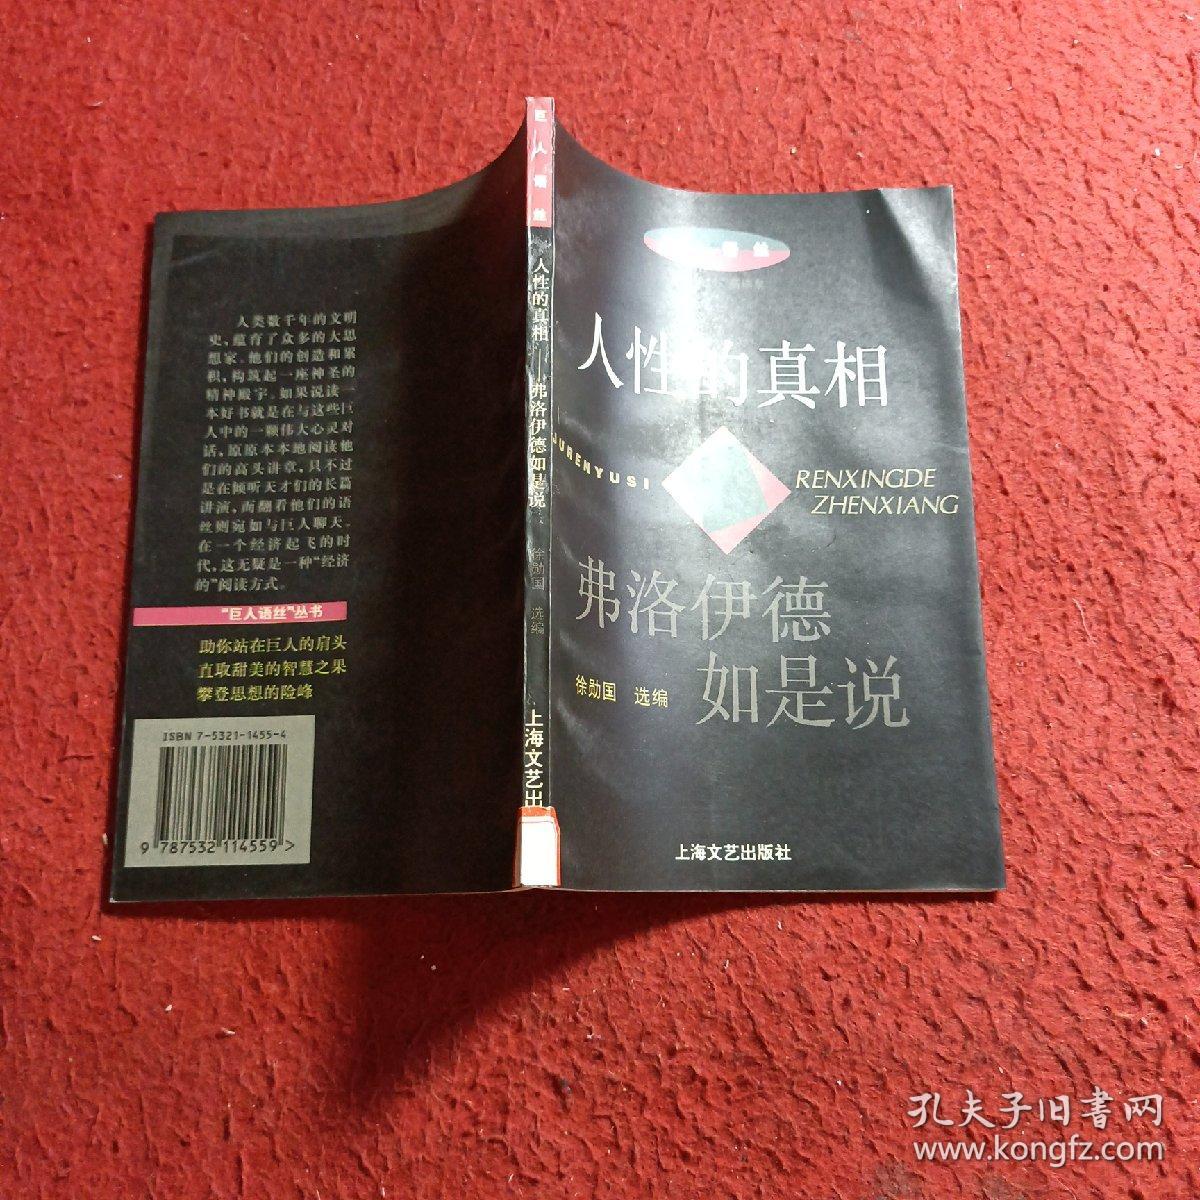 人类数千年的文明
史，蕴育了众多的大思
想家。他们的创造和累
积，构筑起一座神圣的
精神殿宇。如果说读一
本好书就是在与这些巨
人中的一颗伟大心灵对
话，原原本本地阅读他
们的高头讲章，只不过
是在倾听天才们的长篇
讲演，而翻看他们的语
丝则宛如与巨人聊天。
在一个经济起飞的时
代，这无疑是一种“经济
的”阅读方式。
“巨人语丝”丛书
助你站在巨人的肩头
直取甜美的智慧之果
攀登思想的险峰
ISBN 7-5321-1455-4
9 787532 114559 >
巨人语丝
人性的真相——弗洛伊德如是说
徐勋国 选编
上海文艺出
语丝
人性的真相
JURENYUSI
RENXINGDE
ZHENXIANG
弗洛伊德
如是说
徐勋国 选编
上海文艺出版社
孔夫子旧书网
www.kongfz.com